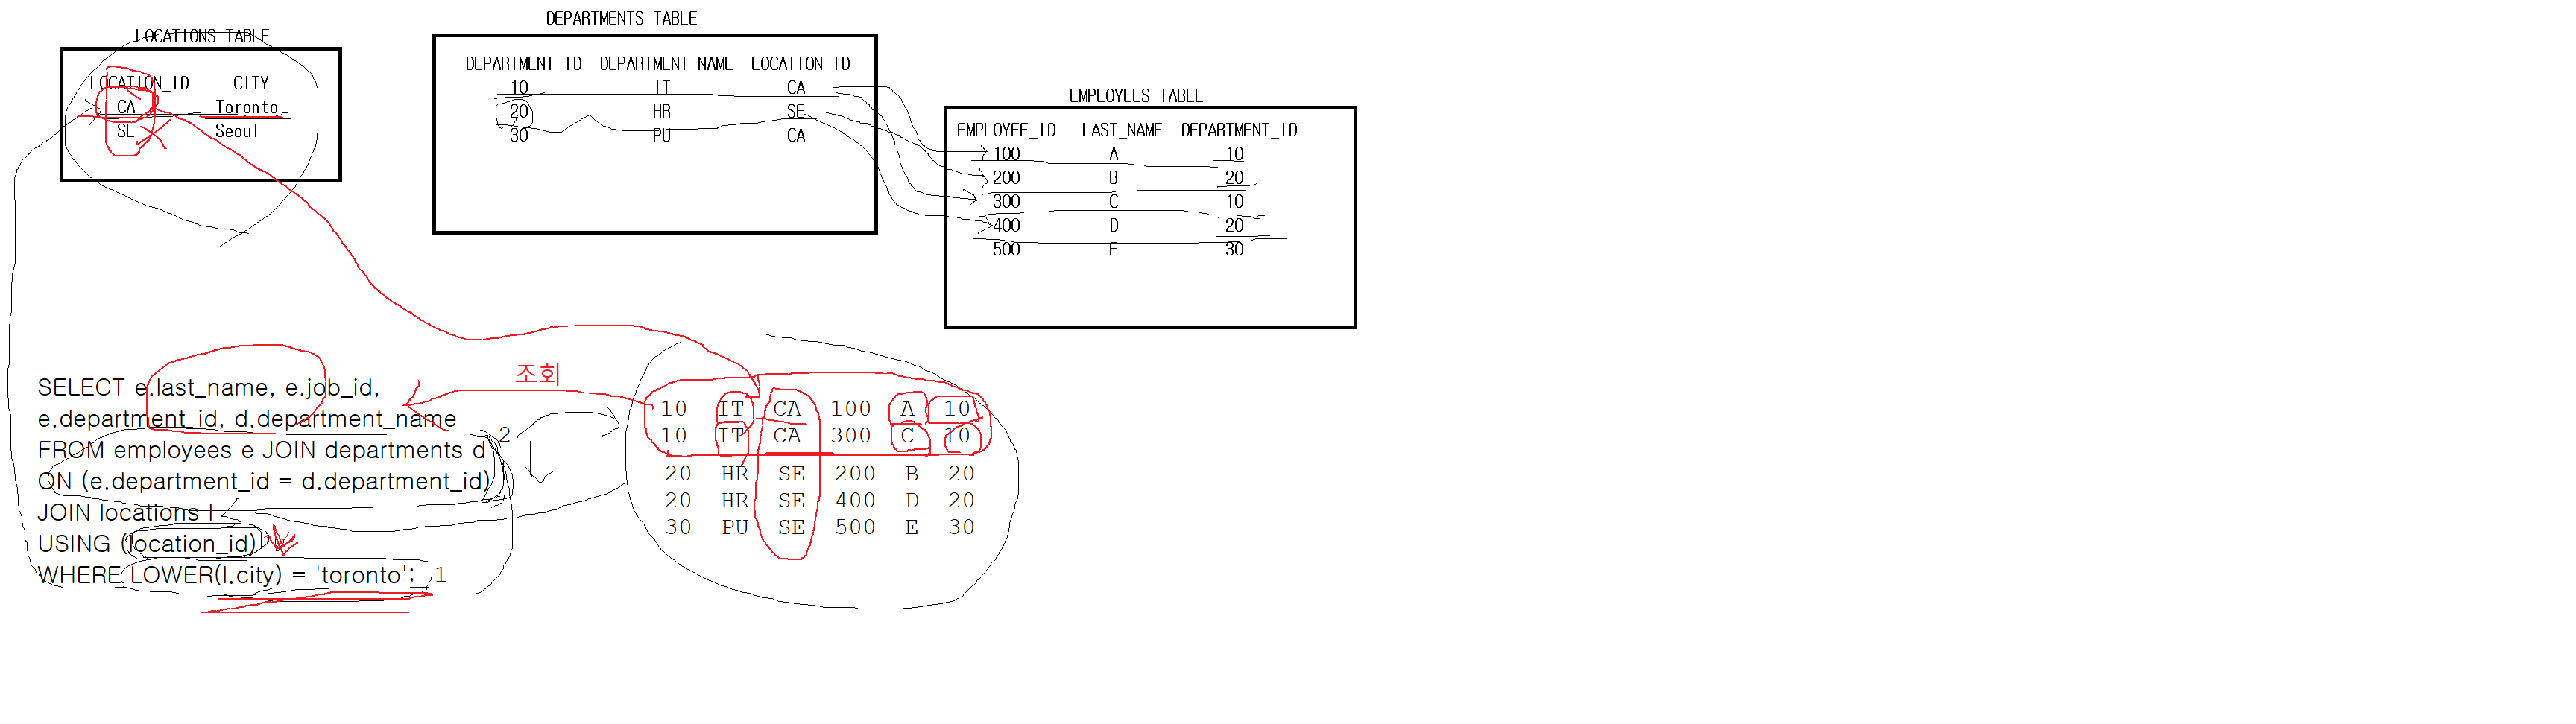 LOCATIONS TABLE
LOCATION_ID CITY
CA Toronto
SE Seoul
DEPARTMENTS TABLE
DEPARTMENT_ID DEPARTMENT_NAME LOCATION_ID
10 IT CA
20 HR SE
30 PU CA
EMPLOYEES TABLE
EMPLOYEE_ID LAST_NAME DEPARTMENT_ID
100 A 10
200 B 20
300 C 10
400 D 20
500 E 30
SELECT e.last_name, e.job_id,
e.department_id, d.department_name
FROM employees e JOIN departments d
ON (e.department_id = d.department_id)
JOIN locations l
USING (location_id)
WHERE LOWER(l.city) = 'toronto';
1
2
조회
10 IT CA 100 A 10
10 IT CA 300 C 10
20 HR SE 200 B 20
20 HR SE 400 D 20
30 PU SE 500 E 30